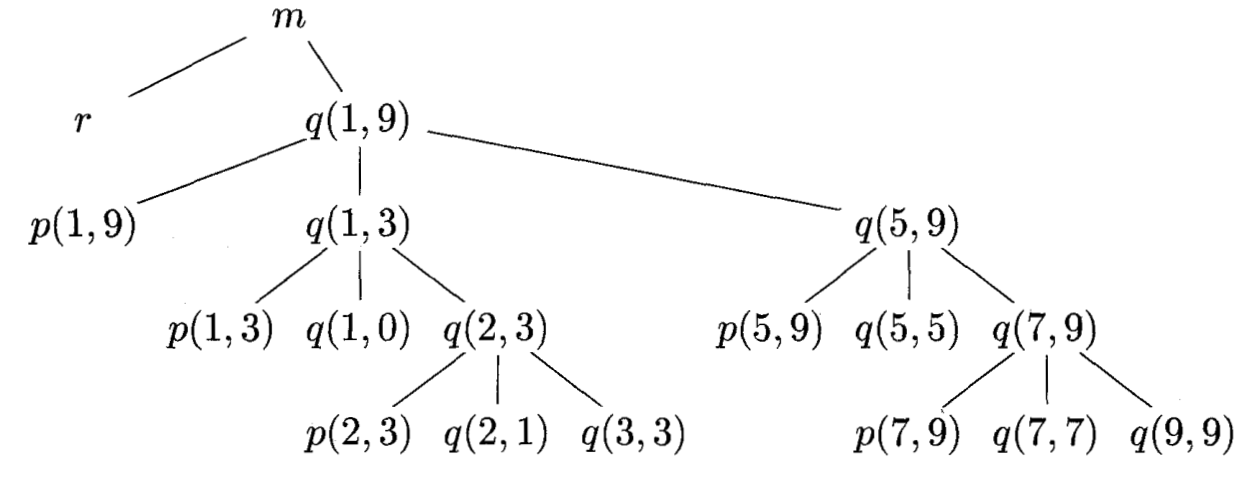 m
r q(1,9)
p(1,9) q(1,3) q(5,9)
p(1,3) q(1,0) q(2,3) p(5,9) q(5,5) q(7,9)
p(2,3) q(2,1) q(3,3) p(7,9) q(7,7) q(9,9)